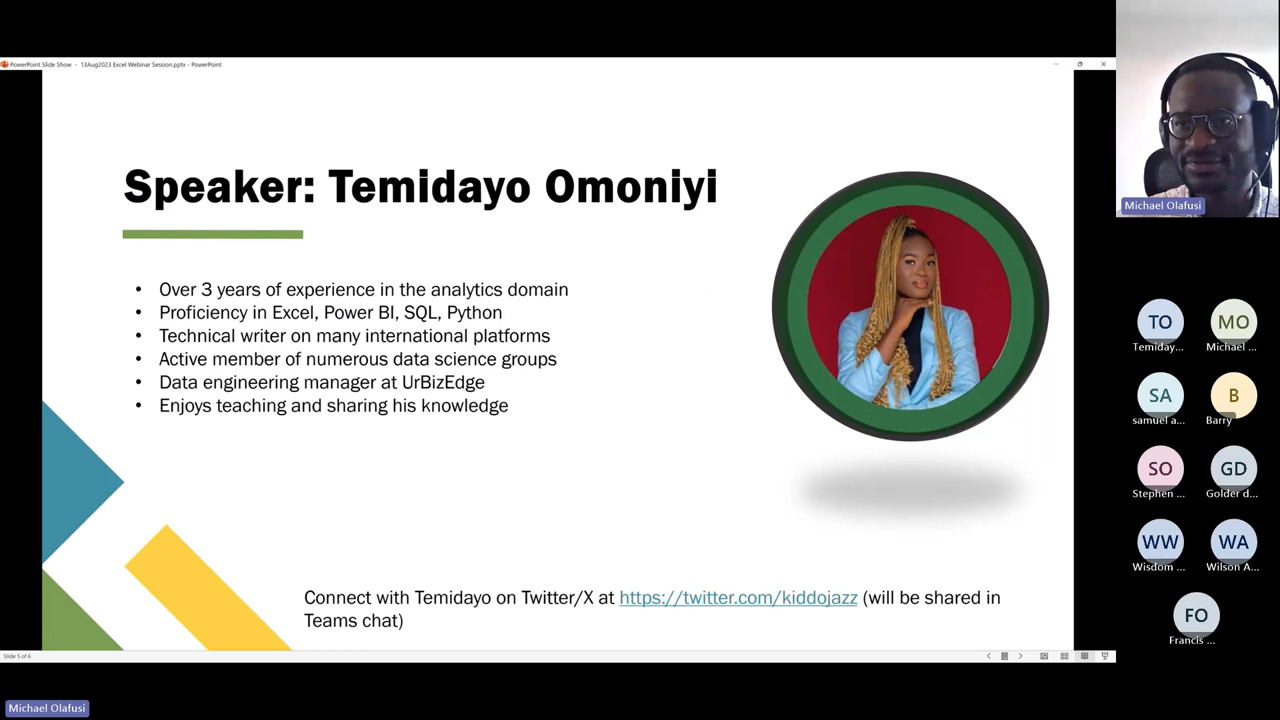 PowerPoint Slide Show - 13Aug2023 Excel Webinar Session.pptx - PowerPoint
Speaker: Temidayo Omoniyi
• Over 3 years of experience in the analytics domain
• Proficiency in Excel, Power BI, SQL, Python
• Technical writer on many international platforms
• Active member of numerous data science groups
• Data engineering manager at UrBizEdge
• Enjoys teaching and sharing his knowledge
Connect with Temidayo on Twitter/X at https://twitter.com/kiddojazz (will be shared in
Teams chat)
Slide 5 of 6
Michael Olafusi
Michael Olafusi
TO
Temiday...
MO
Michael ...
SA
samuel a...
B
Barry
SO
Stephen ...
GD
Golder d...
WW
Wisdom ...
WA
Wilson A...
FO
Francis ...